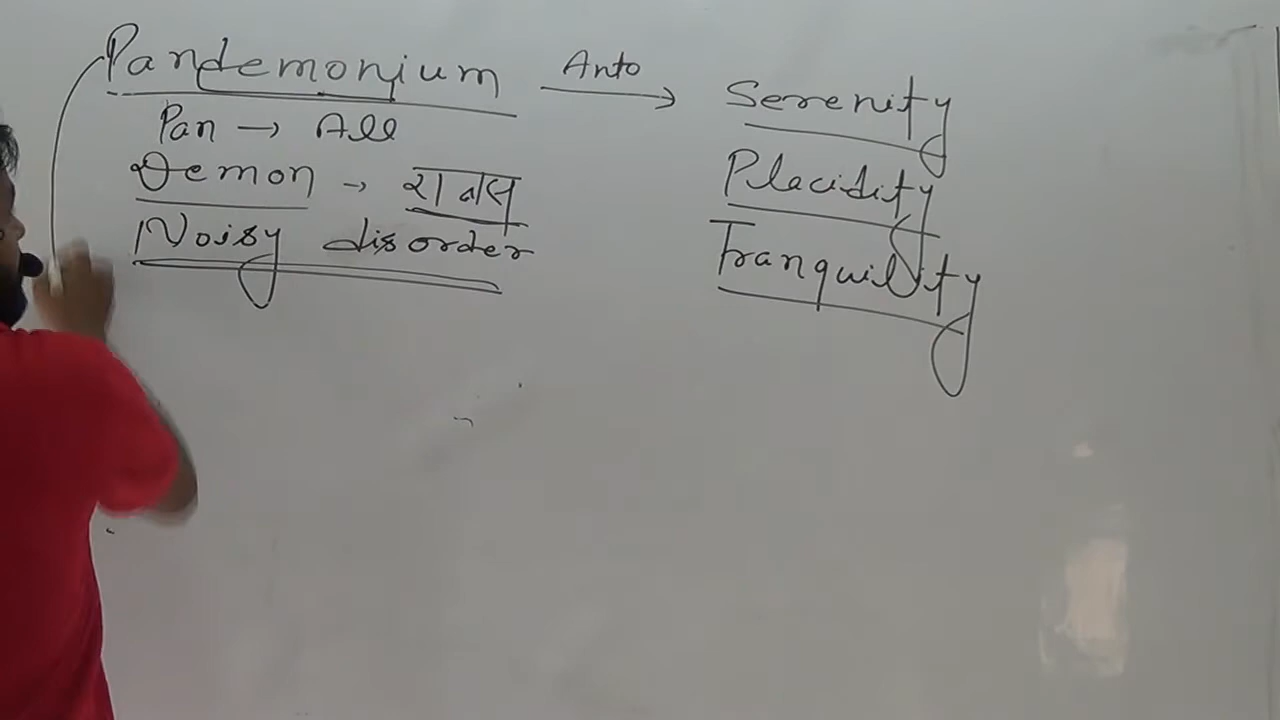 Pandemonium Anto → Serenity
Pan → All
Demon → राक्षस
Noisy disorder
Placidity
Tranquility